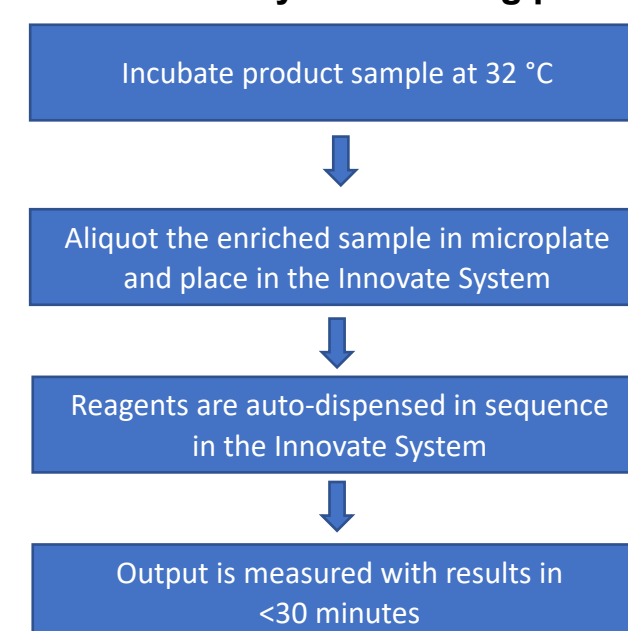 Incubate product sample at 32 °C
Aliquot the enriched sample in microplate
and place in the Innovate System
Reagents are auto-dispensed in sequence
in the Innovate System
Output is measured with results in
<30 minutes